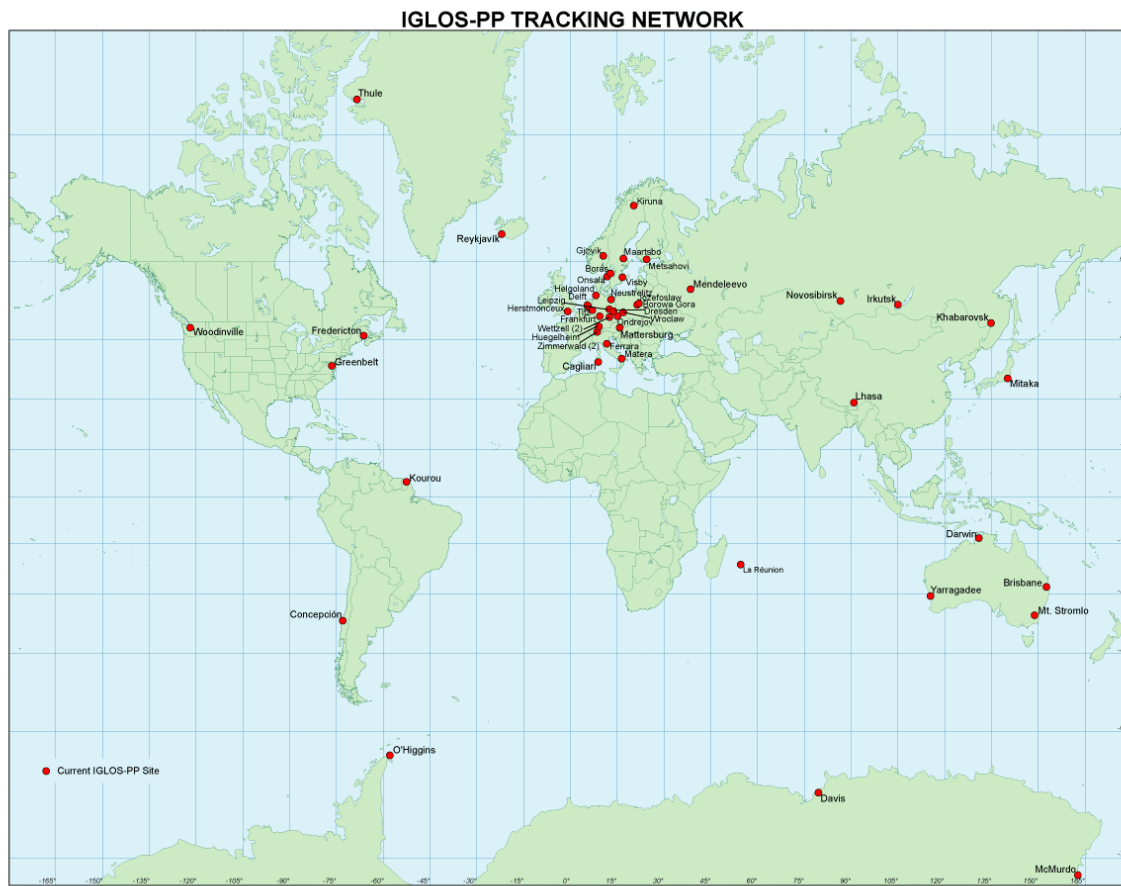 IGLOS-PP TRACKING NETWORK
Thule
Kiruna
Reykjavik
Gjovik
Maartsbo
Metsahovi
Boras
Onsala
Visby
Mendeleevo
Helgoland
Delft
Neustrelitz
Leipzig
Jozefoslaw
Borowa Gora
Herstmonceux
Titz
Dresden
Frankfurt
Wroclaw
Ondrejov
Wettzell (2)
Huegelheim
Mattersburg
Zimmerwald (2)
Ferrara
Matera
Cagliari
Novosibirsk
Irkutsk
Khabarovsk
Woodinville
Fredericton
Greenbelt
Mitaka
Lhasa
Kourou
Darwin
La Réunion
Brisbane
Yarragadee
Mt. Stromlo
Concepción
O'Higgins
Current IGLOS-PP Site
Davis
McMurdo
-165° -150° -135° -120° -105° -90° -75° -60° -45° -30° -15° 0° 15° 30° 45° 60° 75° 90° 105° 120° 135° 150° 165°